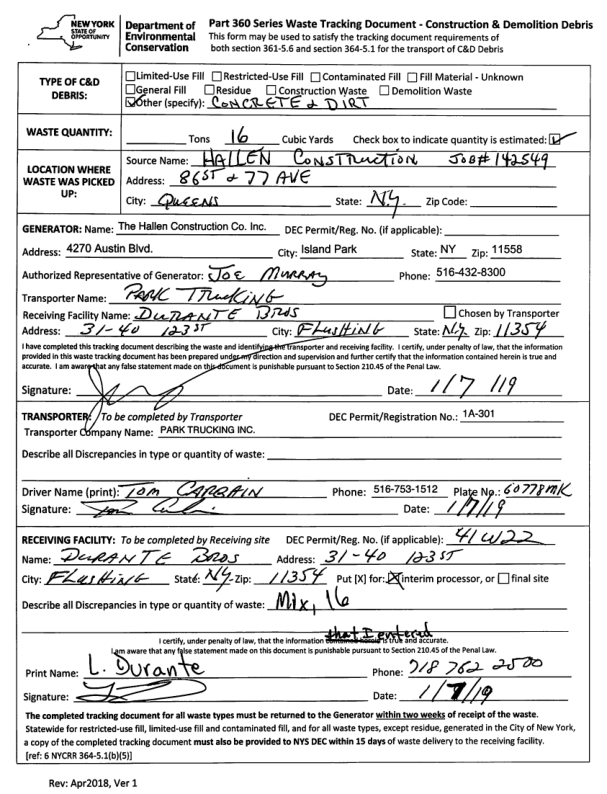 NEW YORK
STATE OF
OPPORTUNITY
Department of
Environmental
Conservation
Part 360 Series Waste Tracking Document - Construction & Demolition Debris
This form may be used to satisfy the tracking document requirements of
both section 361-5.6 and section 364-5.1 for the transport of C&D Debris
TYPE OF C&D
DEBRIS:
Limited-Use Fill Restricted-Use Fill Contaminated Fill Fill Material - Unknown
General Fill Residue Construction Waste Demolition Waste
Other (specify): CONCRETE & DIRT
WASTE QUANTITY: Tons 16 Cubic Yards Check box to indicate quantity is estimated:
LOCATION WHERE
WASTE WAS PICKED
UP:
Source Name: HALLEN CONSTRUCTION JOB# 142549
Address: 86 ST & 77 AVE
City: QUEENS State: N.Y. Zip Code:
GENERATOR: Name: The Hallen Construction Co. Inc. DEC Permit/Reg. No. (if applicable):
Address: 4270 Austin Blvd. City: Island Park State: NY Zip: 11558
Authorized Representative of Generator: JOE MURRAY Phone: 516-432-8300
Transporter Name: PARK TRUCKING
Receiving Facility Name: DURANTE BROS Chosen by Transporter
Address: 31-40 123 ST City: FLUSHING State: N.Y. Zip: 11354
I have completed this tracking document describing the waste and identifying the transporter and receiving facility. I certify, under penalty of law, that the information
provided in this waste tracking document has been prepared under my direction and supervision and further certify that the information contained herein is true and
accurate. I am aware that any false statement made on this document is punishable pursuant to Section 210.45 of the Penal Law.
Signature: Date: 1/7/19
TRANSPORTER: To be completed by Transporter DEC Permit/Registration No.: 1A-301
Transporter Company Name: PARK TRUCKING INC.
Describe all Discrepancies in type or quantity of waste:
Driver Name (print): TOM Phone: 516-753-1512 Plate No.: 60778MK
Signature: Date: 1/7/19
RECEIVING FACILITY: To be completed by Receiving site DEC Permit/Reg. No. (if applicable): 41W22
Name: DURANTE BROS Address: 31-40 123 ST
City: FLUSHING State: N.Y. Zip: 11354 Put [X] for: interim processor, or final site
Describe all Discrepancies in type or quantity of waste: Mix, 16
that I entered
I certify, under penalty of law, that the information contained herein is true and accurate.
I am aware that any false statement made on this document is punishable pursuant to Section 210.45 of the Penal Law.
Print Name: L. Durante Phone: 718 762 2500
Signature: Date: 1/7/19
The completed tracking document for all waste types must be returned to the Generator within two weeks of receipt of the waste.
Statewide for restricted-use fill, limited-use fill and contaminated fill, and for all waste types, except residue, generated in the City of New York,
a copy of the completed tracking document must also be provided to NYS DEC within 15 days of waste delivery to the receiving facility.
[ref: 6 NYCRR 364-5.1(b)(5)]
Rev: Apr2018, Ver 1